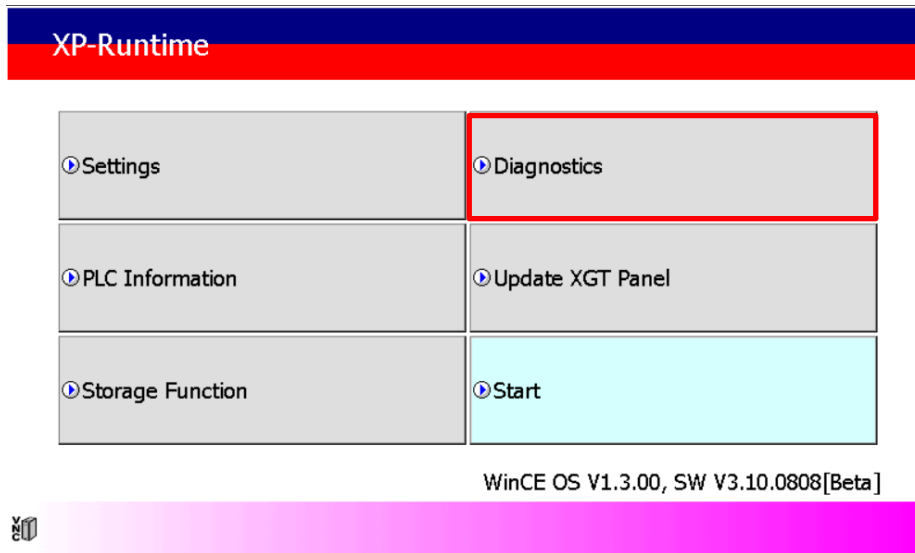 XP-Runtime
Settings
Diagnostics
PLC Information
Update XGT Panel
Storage Function
Start
WinCE OS V1.3.00, SW V3.10.0808[Beta]
VNC